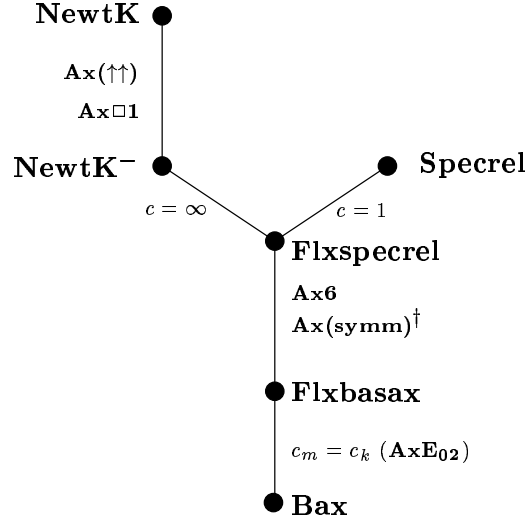 NewtK
Ax(↑↑)
Ax□1
NewtK⁻
Specrel
c = ∞
c = 1
Flxspecrel
Ax6
Ax(symm)†
Flxbasax
cₘ = cₖ (AxE₀₂)
Bax